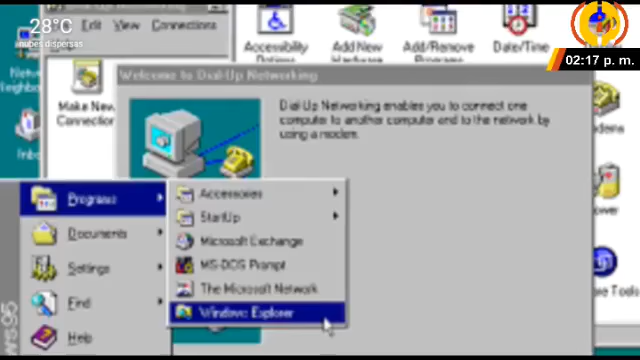 28°C
nubes dispersas
02:17 p. m.
Edit View Connections
Accessibility
Options
Add New
Hardware
Add/Remove
Programs
Date/Time
Make New
Connection
Welcome to Dial-Up Networking
Dial-Up Networking enables you to connect one
computer to another computer and to the network by
using a modem.
Programs
Documents
Settings
Find
Help
Accessories
StartUp
Microsoft Exchange
MS-DOS Prompt
The Microsoft Network
Windows Explorer